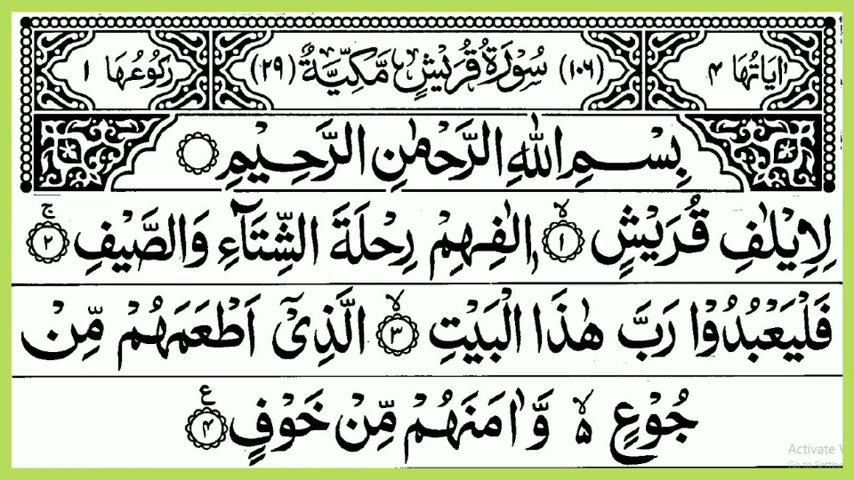 اٰیَاتُهَا ۴ (۱۰۶) سُوْرَةُ قُرَيْشٍ مَّكِّيَّةٌ (۲۹) رُكُوْعُهَا ۱
بِسْمِ اللّٰهِ الرَّحْمٰنِ الرَّحِيْمِ
لِاِيْلٰفِ قُرَيْشٍ ۙ۱ اٖلٰفِهِمْ رِحْلَةَ الشِّتَآءِ وَالصَّيْفِ ۚ۲
فَلْيَعْبُدُوْا رَبَّ هٰذَا الْبَيْتِ ۙ۳ الَّذِيْۤ اَطْعَمَهُمْ مِّنْ
جُوْعٍ ۙ۵ وَّاٰمَنَهُمْ مِّنْ خَوْفٍ ۴ ع
Activate